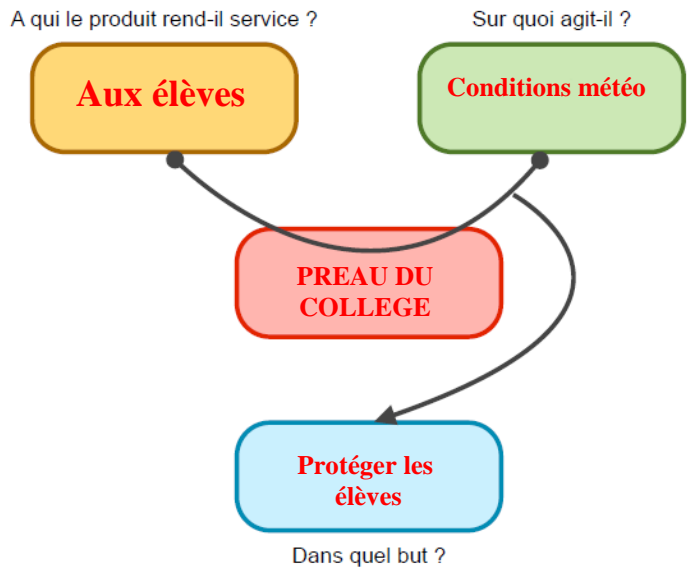 A qui le produit rend-il service ?
Sur quoi agit-il ?
Aux élèves
Conditions météo
PREAU DU
COLLEGE
Protéger les
élèves
Dans quel but ?